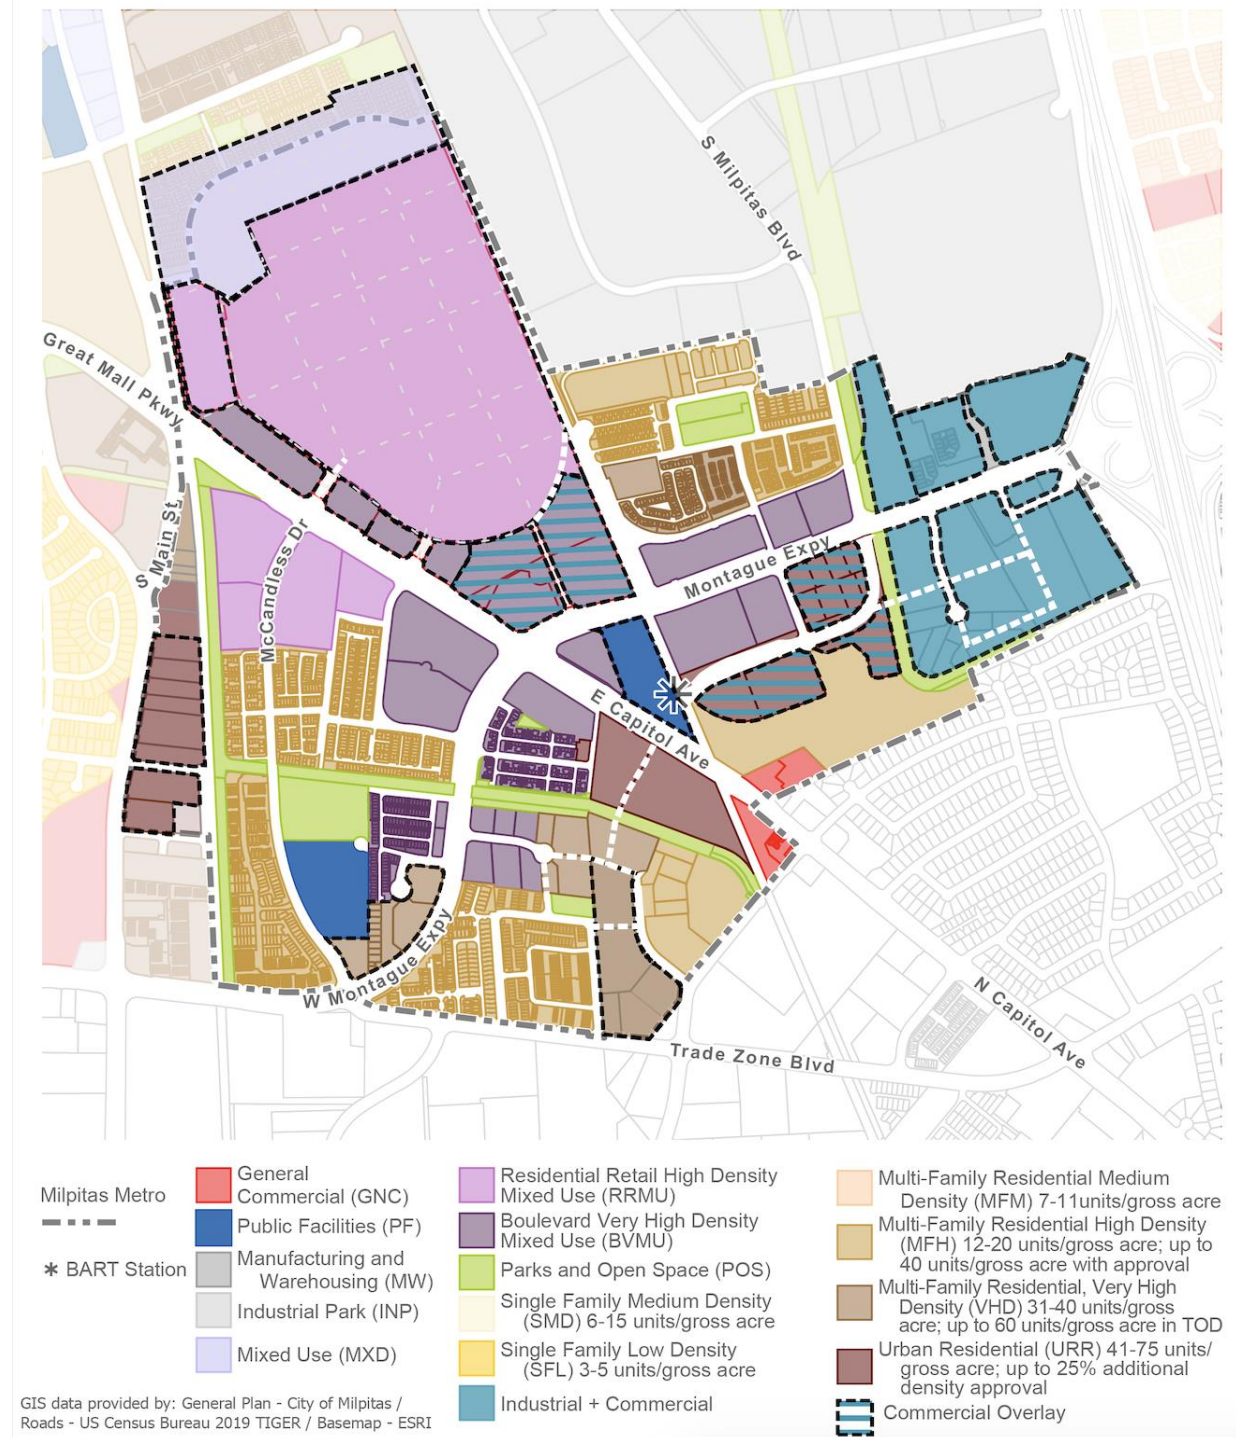 S Milpitas Blvd
Great Mall Pkwy
S Main St.
McCandless Dr
Montague Expy
E Capitol Ave
W Montague Expy
N Capitol Ave
Trade Zone Blvd
Milpitas Metro
BART Station
General
Commercial (GNC)
Public Facilities (PF)
Manufacturing and
Warehousing (MW)
Industrial Park (INP)
Mixed Use (MXD)
Residential Retail High Density
Mixed Use (RRMU)
Boulevard Very High Density
Mixed Use (BVMU)
Parks and Open Space (POS)
Single Family Medium Density
(SMD) 6-15 units/gross acre
Single Family Low Density
(SFL) 3-5 units/gross acre
Industrial + Commercial
Multi-Family Residential Medium
Density (MFM) 7-11units/gross acre
Multi-Family Residential High Density
(MFH) 12-20 units/gross acre; up to
40 units/gross acre with approval
Multi-Family Residential, Very High
Density (VHD) 31-40 units/gross
acre; up to 60 units/gross acre in TOD
Urban Residential (URR) 41-75 units/
gross acre; up to 25% additional
density approval
Commercial Overlay
GIS data provided by: General Plan - City of Milpitas /
Roads - US Census Bureau 2019 TIGER / Basemap - ESRI